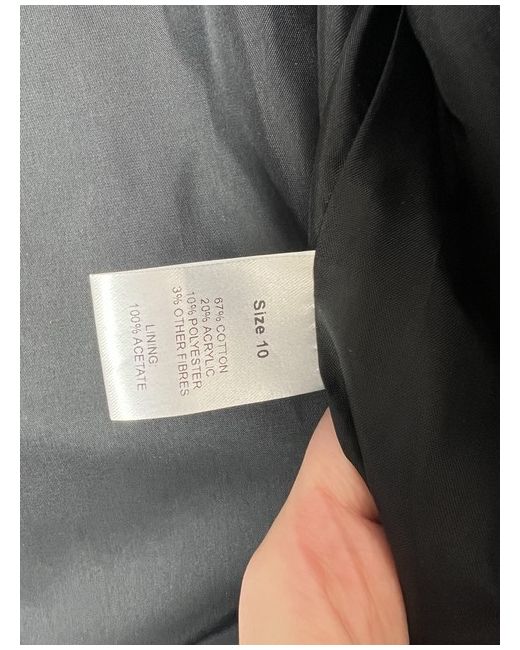 Size 10
67% COTTON
20% ACRYLIC
10% POLYESTER
3% OTHER FIBRES
LINING
100% ACETATE